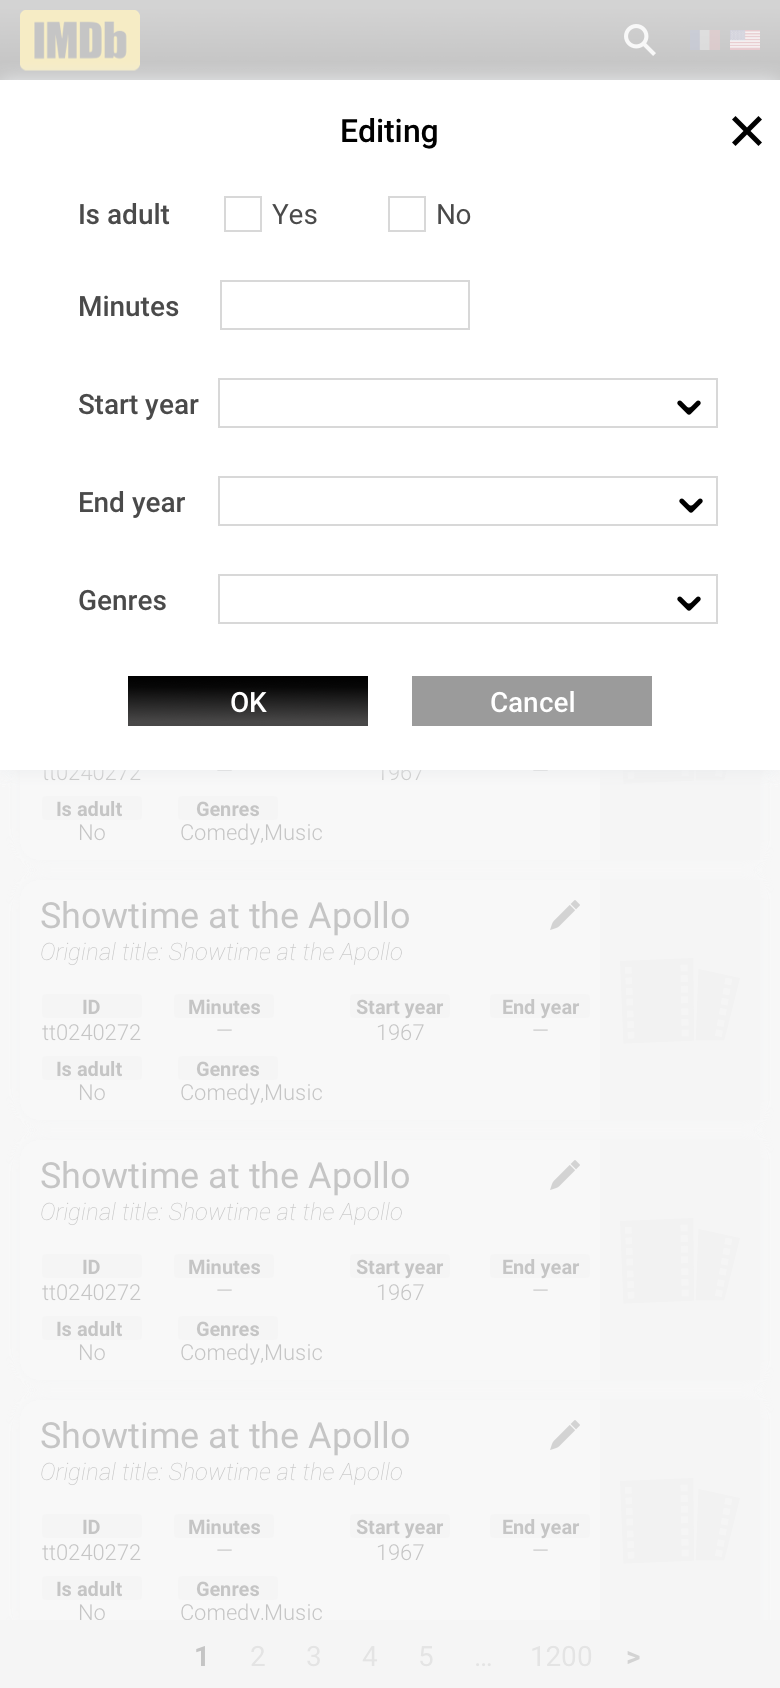 IMDb
Editing
Is adult Yes No
Minutes
Start year
End year
Genres
OK Cancel
tt0240272 — 1967 —
Is adult Genres
No Comedy,Music
Showtime at the Apollo
Original title: Showtime at the Apollo
ID Minutes Start year End year
tt0240272 — 1967 —
Is adult Genres
No Comedy,Music
Showtime at the Apollo
Original title: Showtime at the Apollo
ID Minutes Start year End year
tt0240272 — 1967 —
Is adult Genres
No Comedy,Music
Showtime at the Apollo
Original title: Showtime at the Apollo
ID Minutes Start year End year
tt0240272 — 1967 —
Is adult Genres
No Comedy,Music
1 2 3 4 5 ... 1200 >